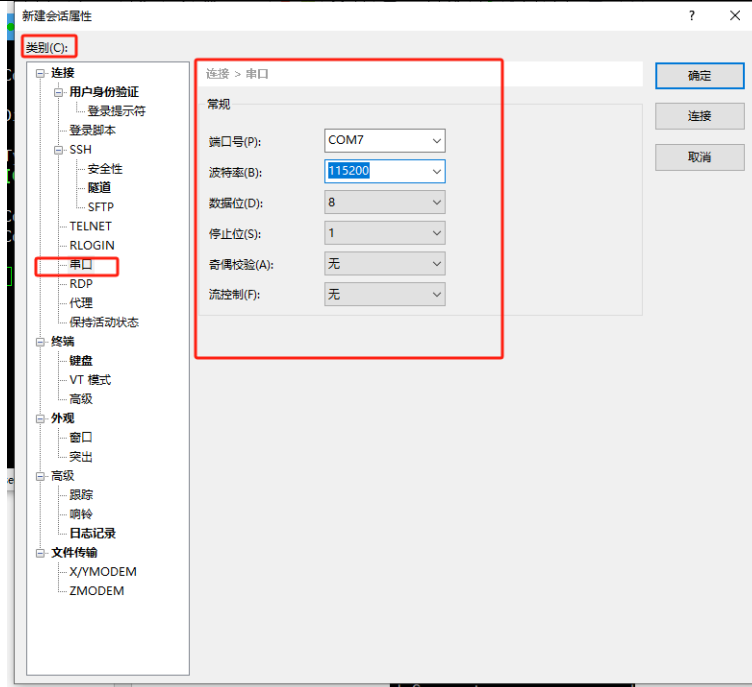 新建会话属性
?
类别(C):
连接
用户身份验证
登录提示符
登录脚本
SSH
安全性
隧道
SFTP
TELNET
RLOGIN
串口
RDP
代理
保持活动状态
终端
键盘
VT 模式
高级
外观
窗口
突出
高级
跟踪
响铃
日志记录
文件传输
X/YMODEM
ZMODEM
连接 > 串口
常规
端口号(P): COM7
波特率(B): 115200
数据位(D): 8
停止位(S): 1
奇偶校验(A): 无
流控制(F): 无
确定
连接
取消